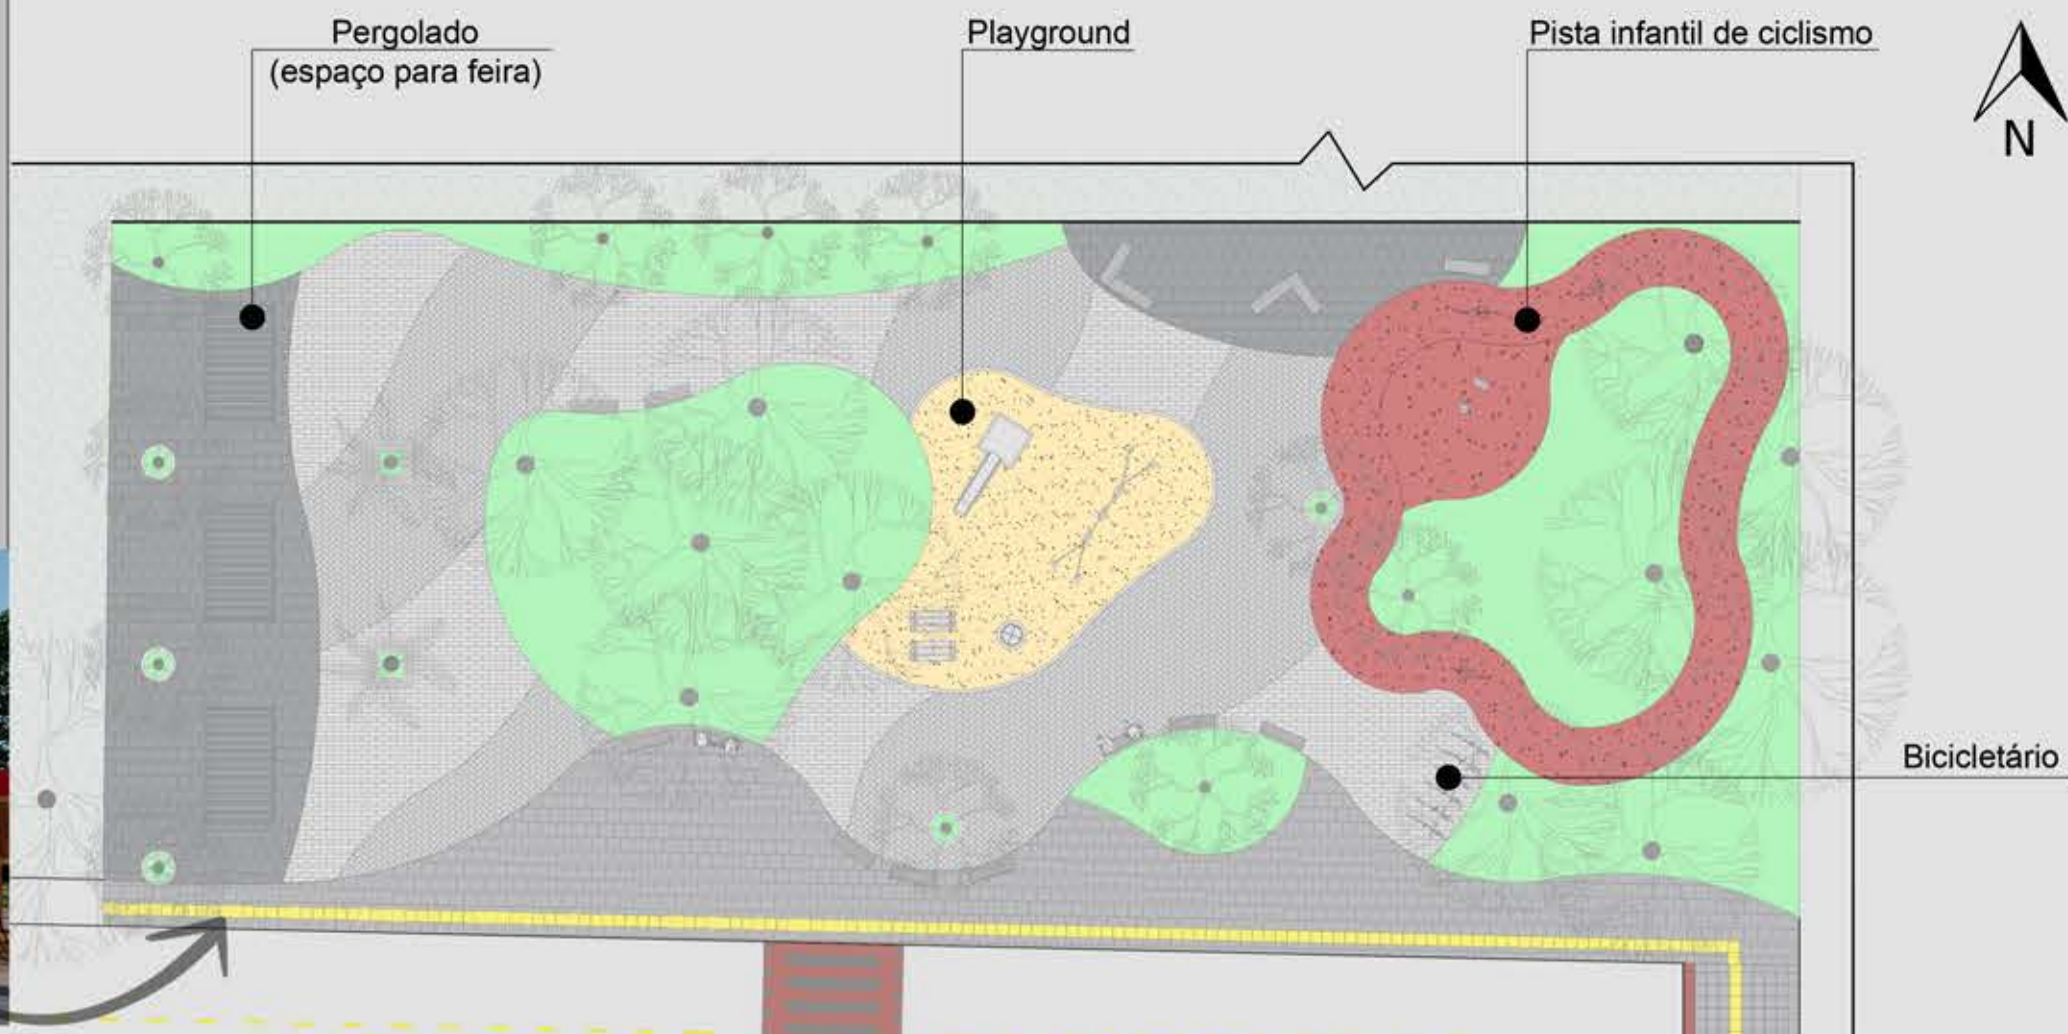 Pergolado
(espaço para feira)
Playground
Pista infantil de ciclismo
N
Bicicletário